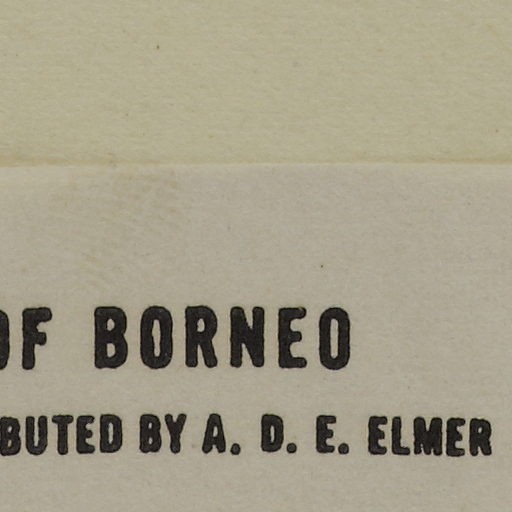 OF BORNEO
BUTED BY A. D. E. ELMER